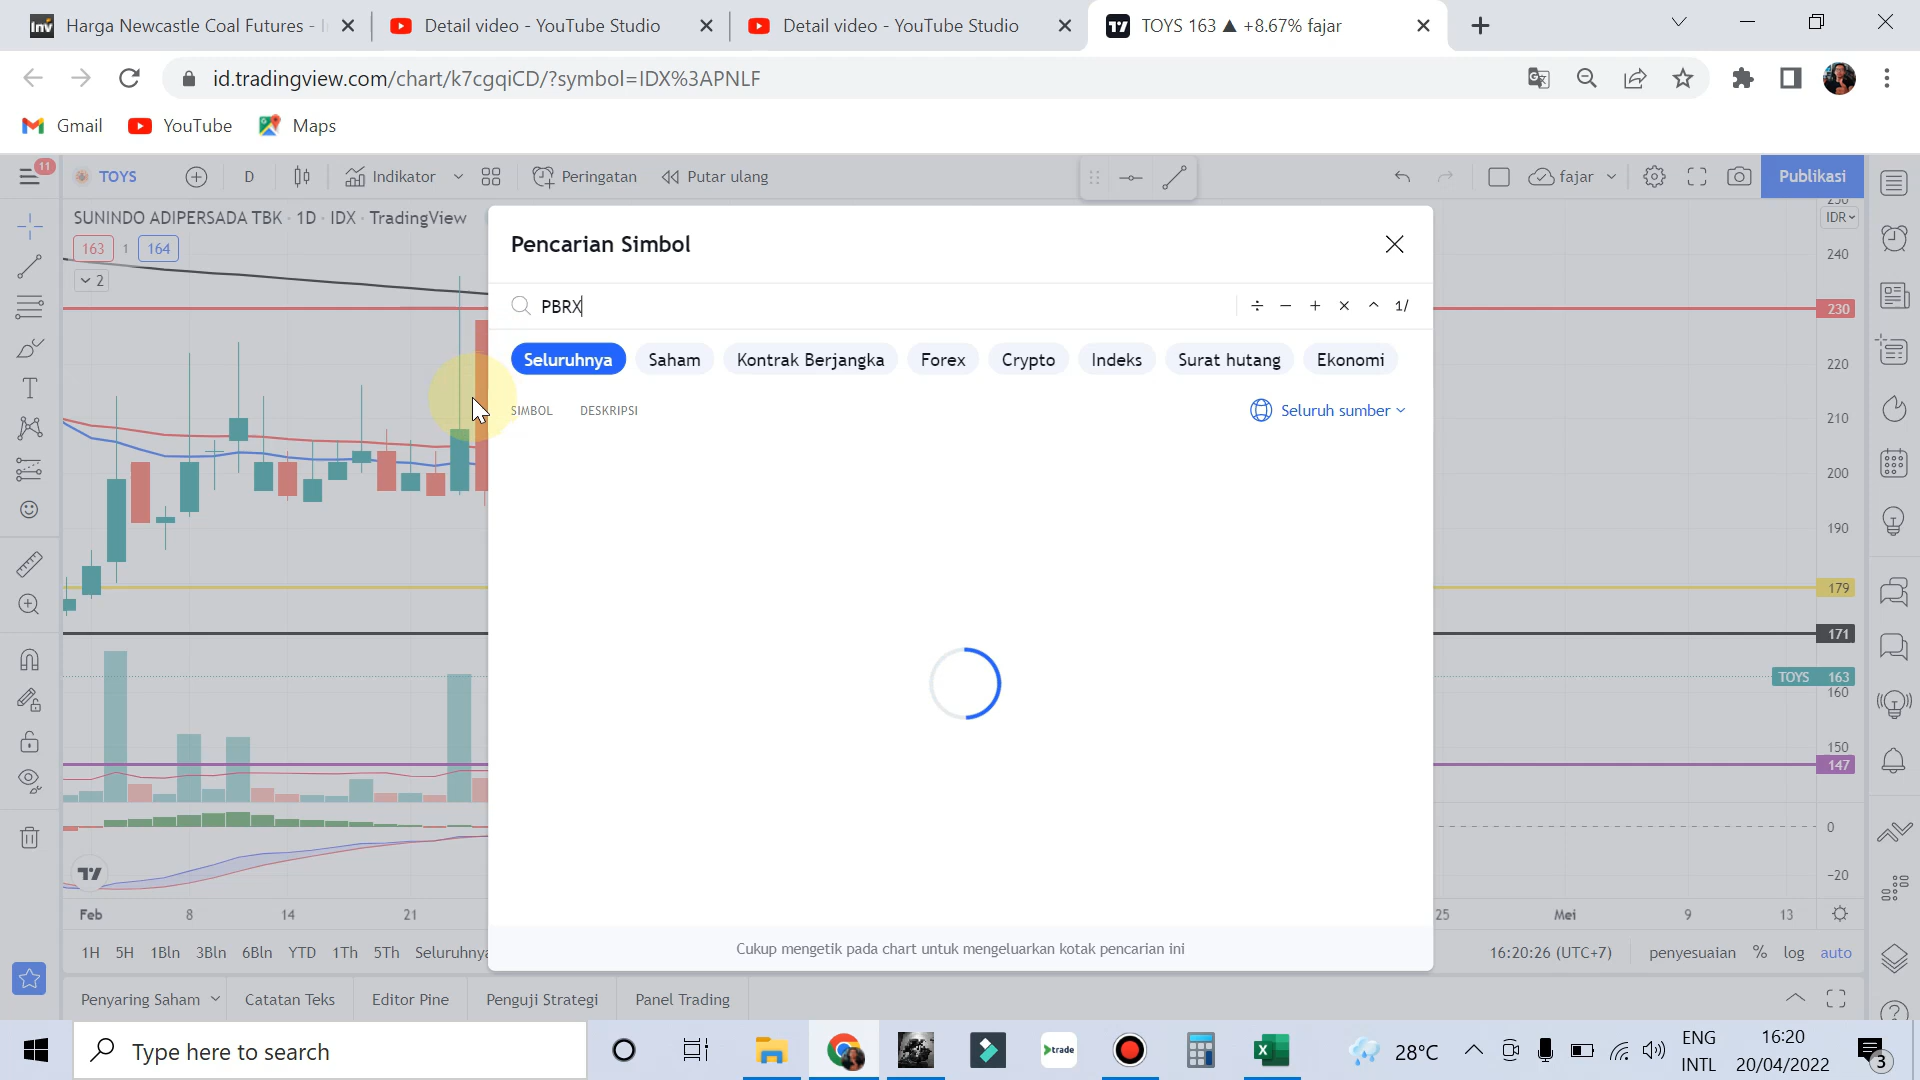 Harga Newcastle Coal Futures - I
Detail video - YouTube Studio
Detail video - YouTube Studio
TOYS 163 ▲ +8.67% fajar
id.tradingview.com/chart/k7cgqiCD/?symbol=IDX%3APNLF
Gmail
YouTube
Maps
11
TOYS
D
Indikator
Peringatan
Putar ulang
fajar
Publikasi
SUNINDO ADIPERSADA TBK · 1D · IDX · TradingView
163 1 164
2
Pencarian Simbol
PBRX
÷ − + × ^ 1/
Seluruhnya
Saham
Kontrak Berjangka
Forex
Crypto
Indeks
Surat hutang
Ekonomi
SIMBOL
DESKRIPSI
Seluruh sumber
Cukup mengetik pada chart untuk mengeluarkan kotak pencarian ini
IDR
240
230
220
210
200
190
179
171
TOYS 163
160
150
147
0
−20
Feb 8 14 21
25 Mei 9 13
1H 5H 1Bln 3Bln 6Bln YTD 1Th 5Th Seluruhnya
16:20:26 (UTC+7)
penyesuaian % log auto
Penyaring Saham
Catatan Teks
Editor Pine
Penguji Strategi
Panel Trading
Type here to search
trade
28°C
ENG
INTL
16:20
20/04/2022
3